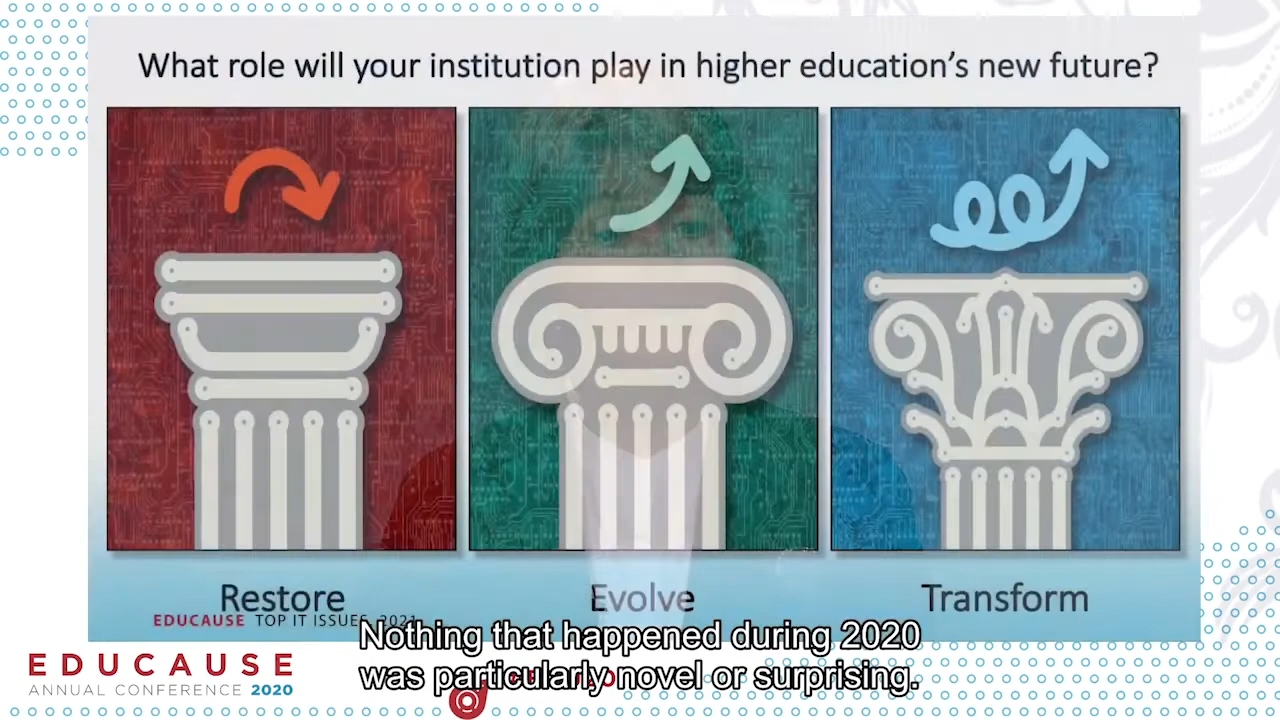 What role will your institution play in higher education's new future?
Restore
Evolve
Transform
EDUCAUSE TOP IT ISSUES, 2021
Nothing that happened during 2020
was particularly novel or surprising.
EDUCAUSE
ANNUAL CONFERENCE 2020